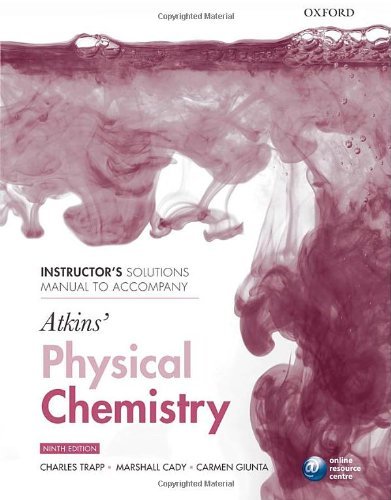 Copyrighted Material
OXFORD
INSTRUCTOR'S SOLUTIONS
MANUAL TO ACCOMPANY
Atkins'
Physical
Chemistry
NINTH EDITION
CHARLES TRAPP • MARSHALL CADY • CARMEN GIUNTA
@ online
resource
centre
Copyrighted Material